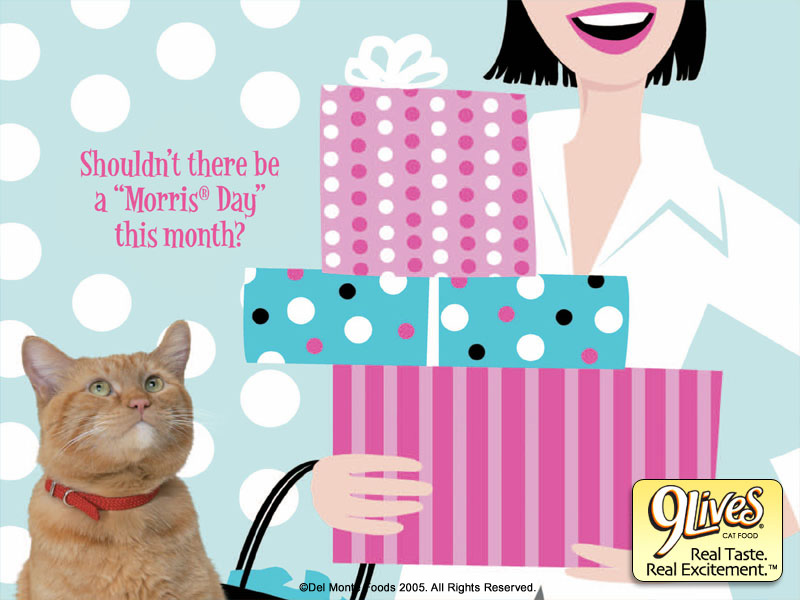 Shouldn't there be
a "Morris® Day"
this month?
9Lives®
CAT FOOD
Real Taste.
Real Excitement.™
©Del Monte Foods 2005. All Rights Reserved.